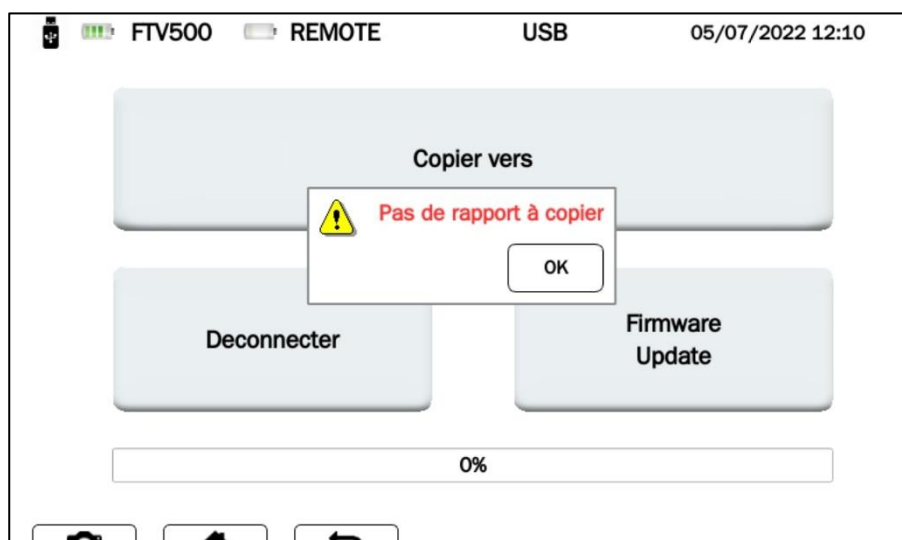 FTV500 REMOTE USB 05/07/2022 12:10
Copier vers
Pas de rapport à copier
OK
Deconnecter
Firmware
Update
0%